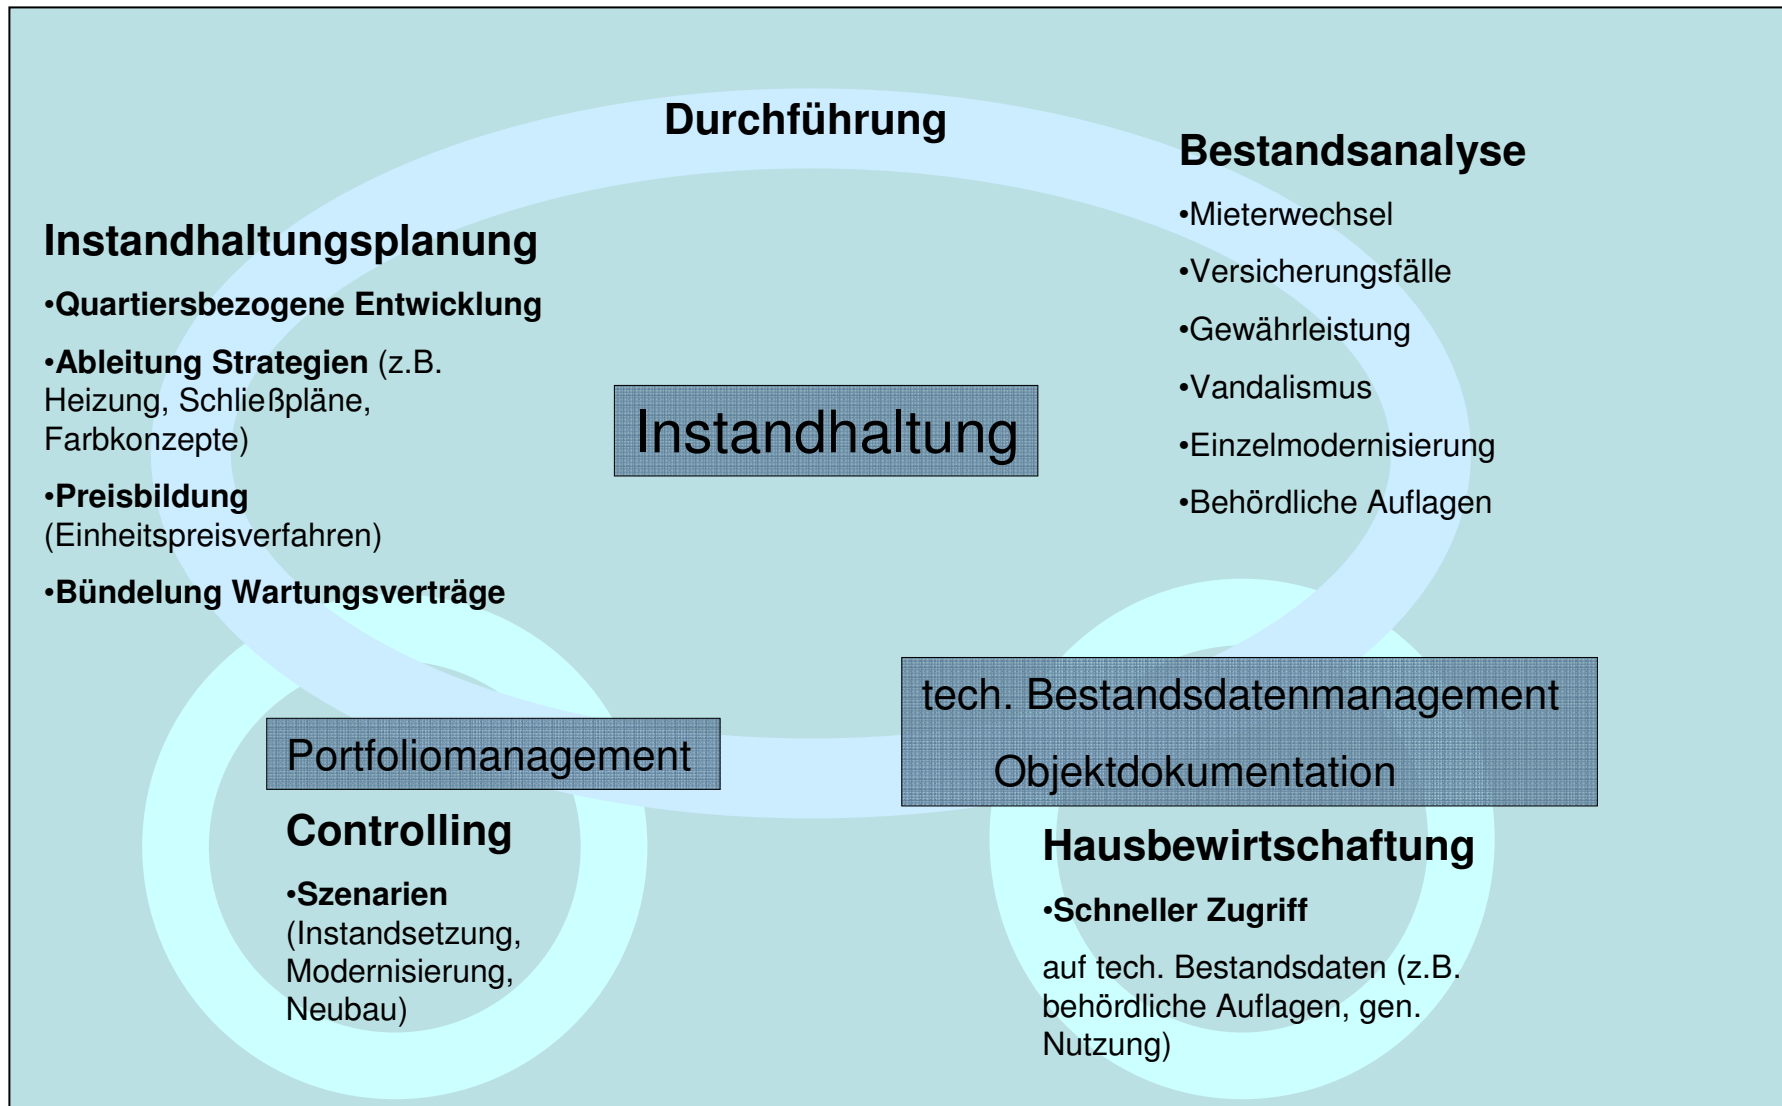 Durchführung
Instandhaltungsplanung
•Quartiersbezogene Entwicklung
•Ableitung Strategien (z.B.
Heizung, Schließpläne,
Farbkonzepte)
•Preisbildung
(Einheitspreisverfahren)
•Bündelung Wartungsverträge
Instandhaltung
Bestandsanalyse
•Mieterwechsel
•Versicherungsfälle
•Gewährleistung
•Vandalismus
•Einzelmodernisierung
•Behördliche Auflagen
Portfoliomanagement
Controlling
•Szenarien
(Instandsetzung,
Modernisierung,
Neubau)
tech. Bestandsdatenmanagement
Objektdokumentation
Hausbewirtschaftung
•Schneller Zugriff
auf tech. Bestandsdaten (z.B.
behördliche Auflagen, gen.
Nutzung)